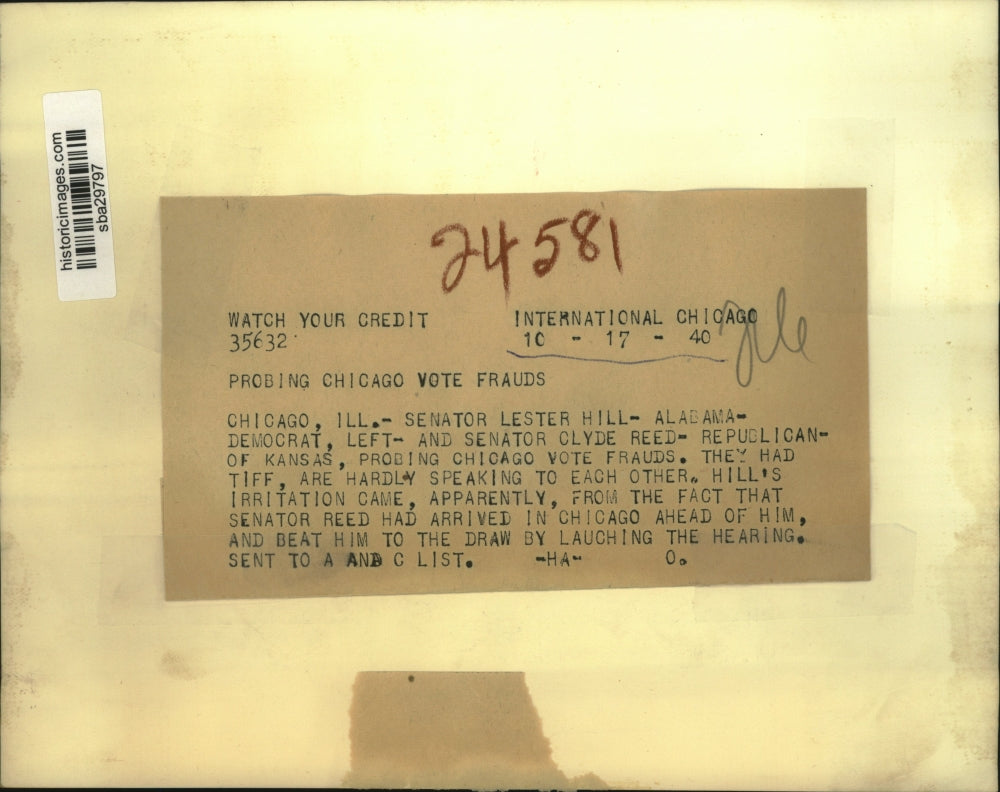 historicimages.com
sba29797
24581
WATCH YOUR CREDIT INTERNATIONAL CHICAGO
35632 10 - 17 - 40
PROBING CHICAGO VOTE FRAUDS
CHICAGO, ILL.- SENATOR LESTER HILL- ALABAMA-
DEMOCRAT, LEFT- AND SENATOR CLYDE REED- REPUBLICAN-
OF KANSAS, PROBING CHICAGO VOTE FRAUDS. THEY HAD
TIFF, ARE HARDLY SPEAKING TO EACH OTHER. HILL'S
IRRITATION CAME, APPARENTLY, FROM THE FACT THAT
SENATOR REED HAD ARRIVED IN CHICAGO AHEAD OF HIM,
AND BEAT HIM TO THE DRAW BY LAUCHING THE HEARING.
SENT TO A AND C LIST. -HA- O.